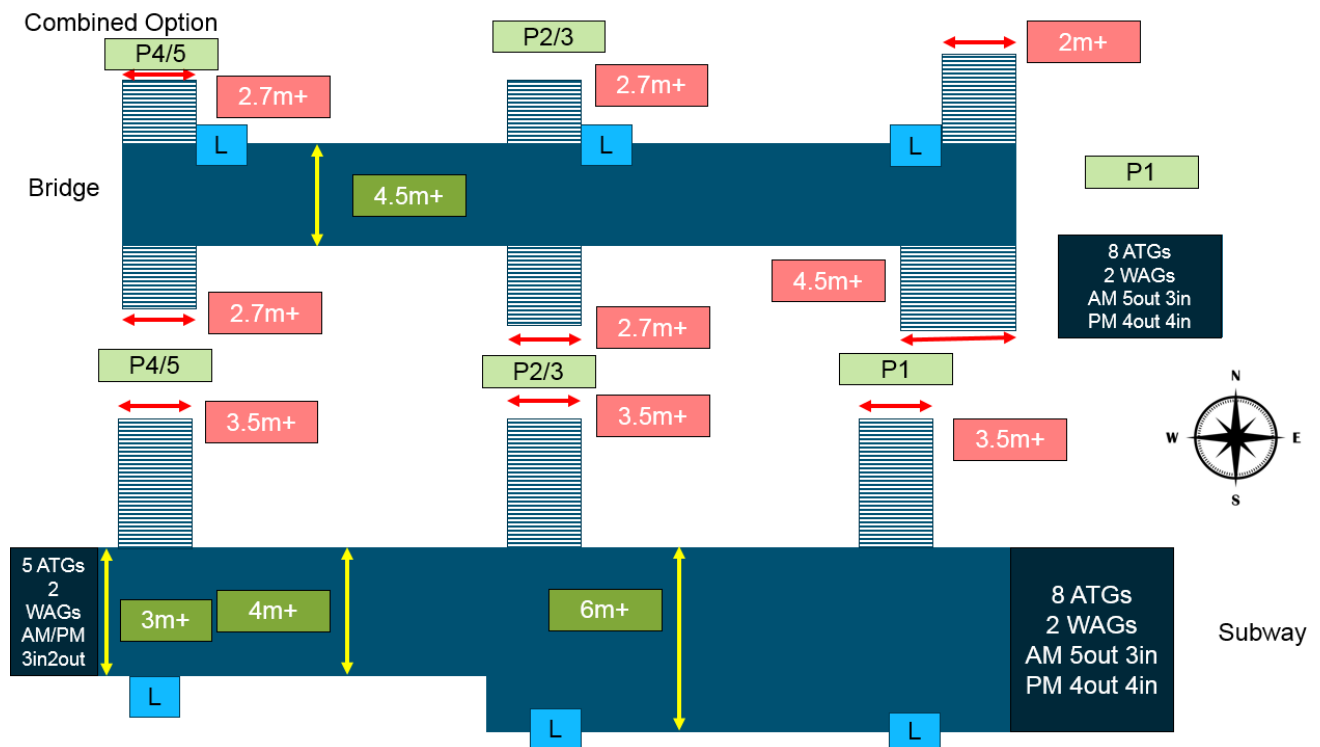 Combined Option
P4/5
P2/3
2m+
2.7m+
2.7m+
L
L
L
P1
Bridge
4.5m+
8 ATGs
2 WAGs
AM 5out 3in
PM 4out 4in
4.5m+
2.7m+
2.7m+
P4/5
P2/3
P1
3.5m+
3.5m+
3.5m+
N
W
E
S
5 ATGs
2
WAGs
AM/PM
3in2out
3m+
4m+
6m+
8 ATGs
2 WAGs
AM 5out 3in
PM 4out 4in
Subway
L
L
L